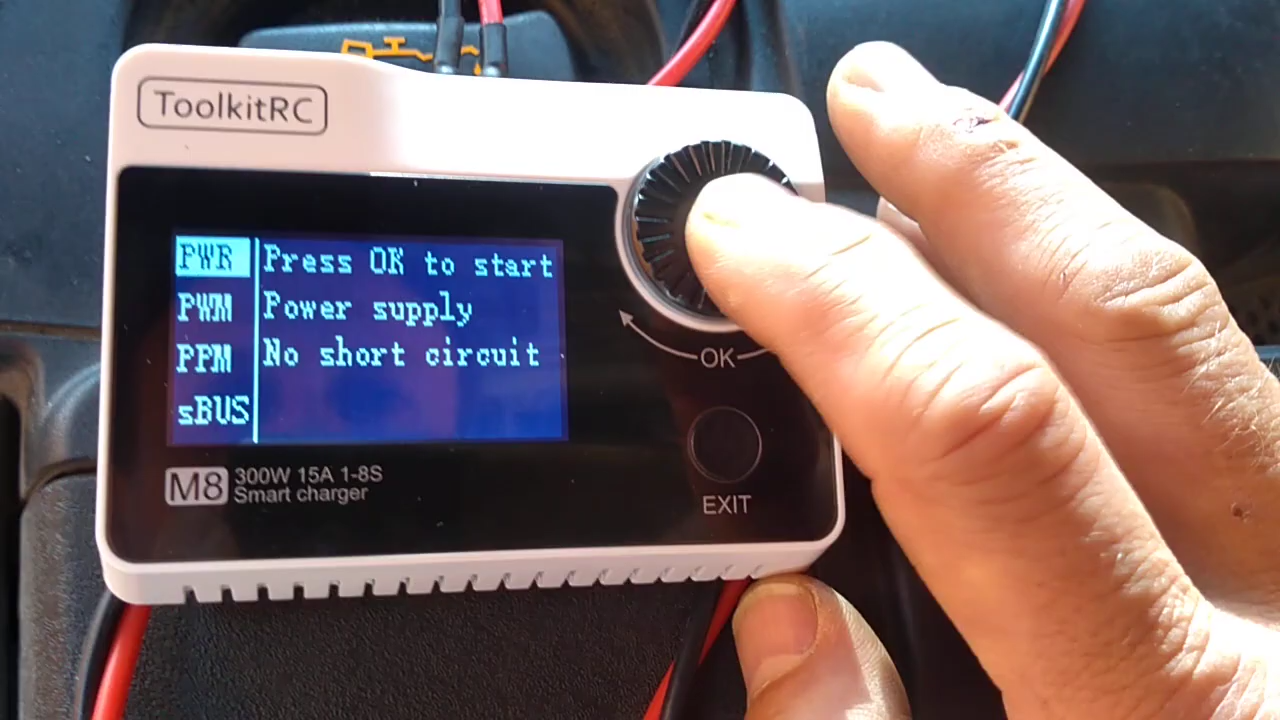 ToolkitRC
PWR Press OK to start
PWM Power supply
PPM No short circuit
sBUS
OK
M8 300W 15A 1-8S
Smart charger
EXIT